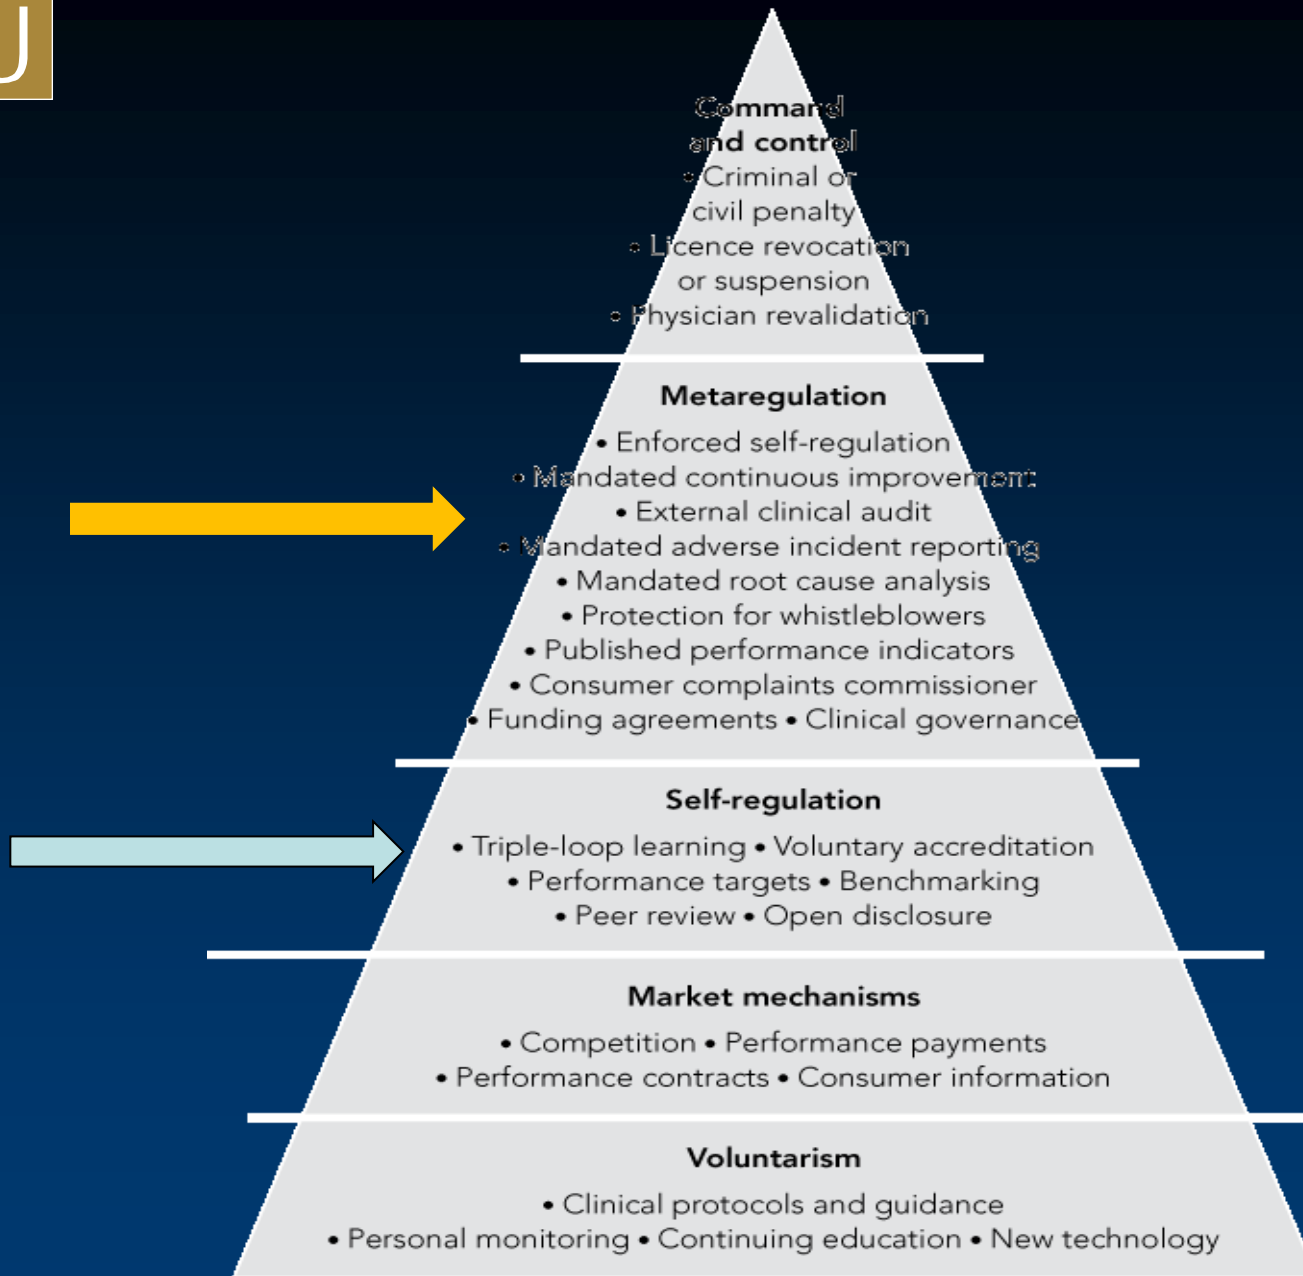 U
Command
and control
• Criminal or
civil penalty
• Licence revocation
or suspension
• Physician revalidation
Metaregulation
• Enforced self-regulation
• Mandated continuous improvement
• External clinical audit
• Mandated adverse incident reporting
• Mandated root cause analysis
• Protection for whistleblowers
• Published performance indicators
• Consumer complaints commissioner
• Funding agreements • Clinical governance
Self-regulation
• Triple-loop learning • Voluntary accreditation
• Performance targets • Benchmarking
• Peer review • Open disclosure
Market mechanisms
• Competition • Performance payments
• Performance contracts • Consumer information
Voluntarism
• Clinical protocols and guidance
• Personal monitoring • Continuing education • New technology